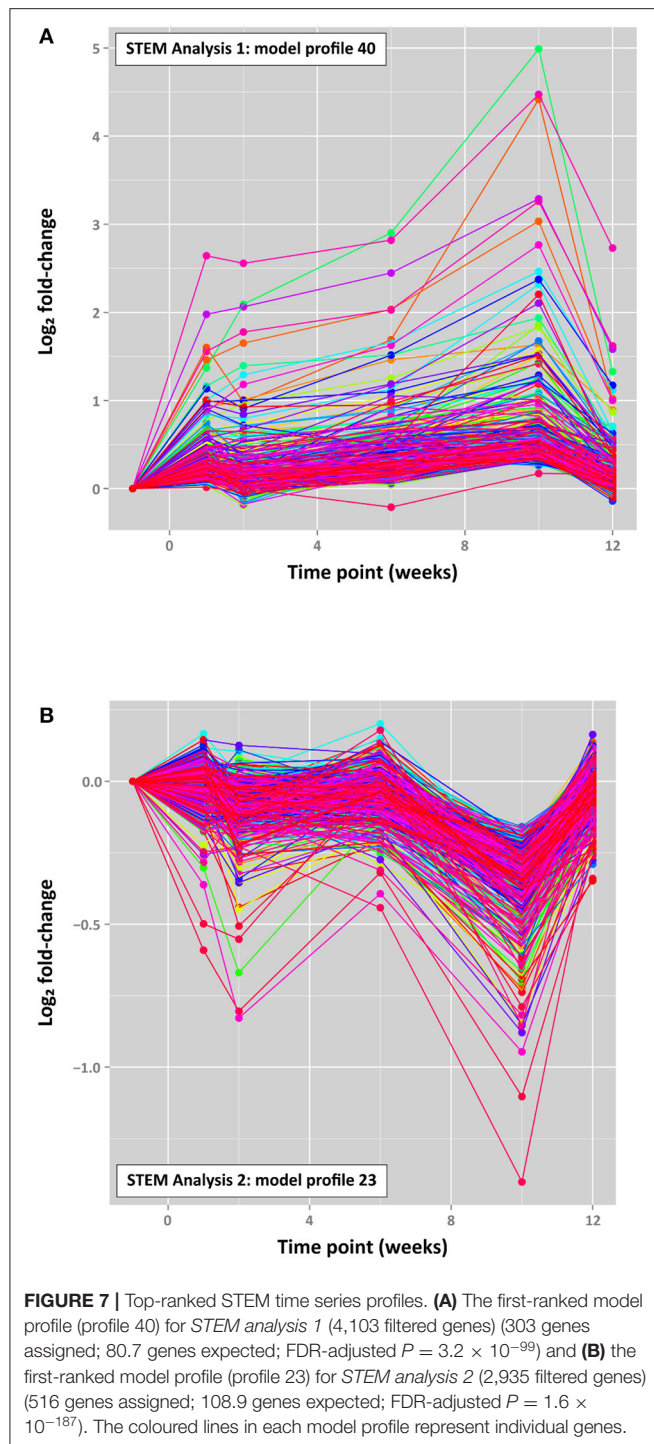 A
STEM Analysis 1: model profile 40
5
4
3
2
1
0
Log₂ fold-change
0
4
8
12
Time point (weeks)
B
0.0
−0.5
−1.0
Log₂ fold-change
STEM Analysis 2: model profile 23
0
4
8
12
Time point (weeks)
FIGURE 7 | Top-ranked STEM time series profiles. (A) The first-ranked model
profile (profile 40) for STEM analysis 1 (4,103 filtered genes) (303 genes
assigned; 80.7 genes expected; FDR-adjusted P = 3.2 × 10⁻⁹⁹) and (B) the
first-ranked model profile (profile 23) for STEM analysis 2 (2,935 filtered genes)
(516 genes assigned; 108.9 genes expected; FDR-adjusted P = 1.6 ×
10⁻¹⁸⁷). The coloured lines in each model profile represent individual genes.